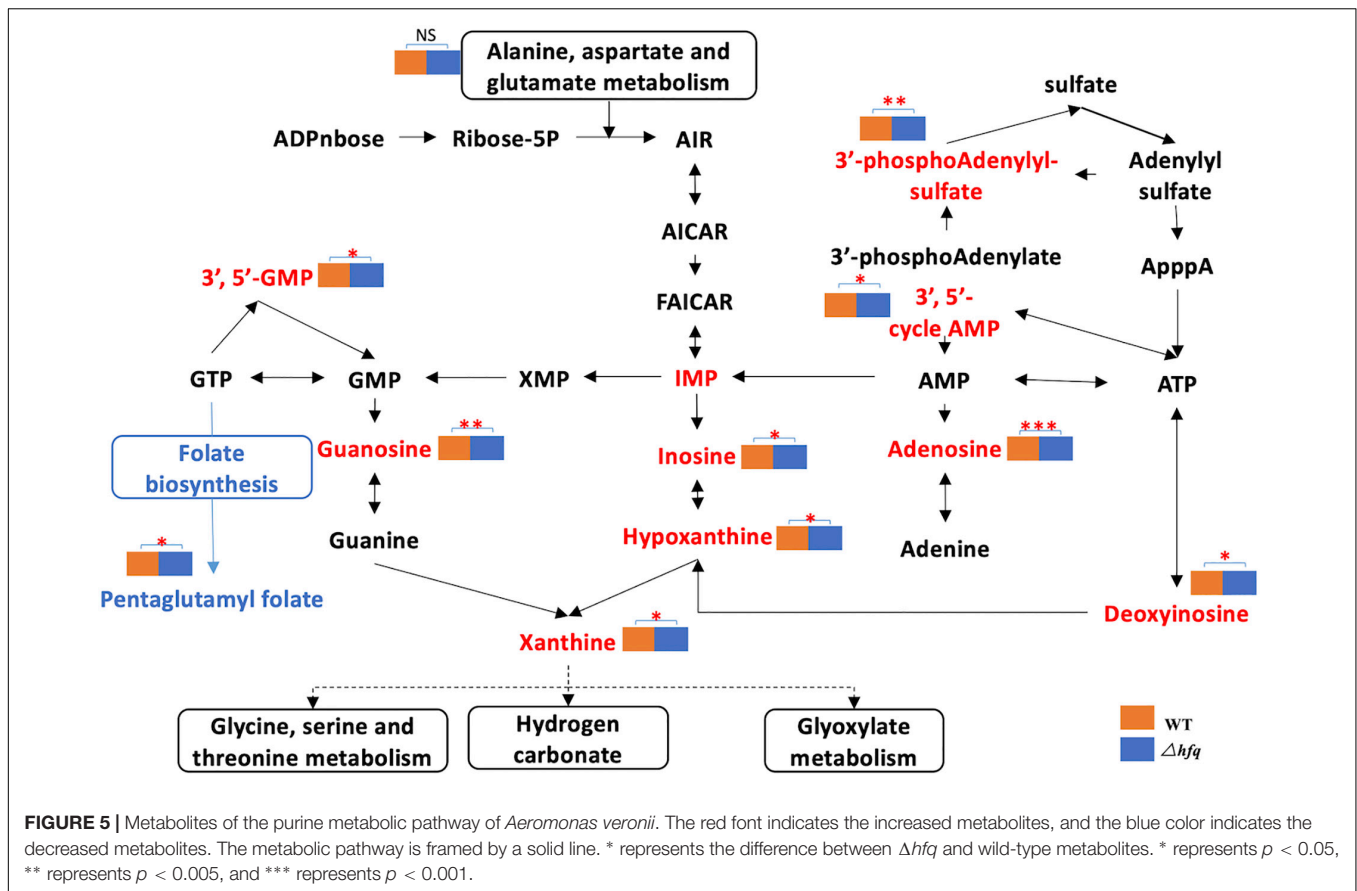 NS
Alanine, aspartate and
glutamate metabolism
sulfate
**
ADPnbose
Ribose-5P
AIR
3’-phosphoAdenylyl-
sulfate
Adenylyl
sulfate
AICAR
3’-phosphoAdenylate
ApppA
*
3’, 5’-GMP
*
3’, 5’-
cycle AMP
FAICAR
GTP
GMP
XMP
IMP
AMP
ATP
Folate
biosynthesis
Guanosine
**
Inosine
*
Adenosine
***
Guanine
Hypoxanthine
*
Adenine
*
Pentaglutamyl folate
*
Deoxyinosine
Xanthine
*
Glycine, serine and
threonine metabolism
Hydrogen
carbonate
Glyoxylate
metabolism
WT
△hfq
FIGURE 5 | Metabolites of the purine metabolic pathway of Aeromonas veronii. The red font indicates the increased metabolites, and the blue color indicates the
decreased metabolites. The metabolic pathway is framed by a solid line. * represents the difference between Δhfq and wild-type metabolites. * represents p < 0.05,
** represents p < 0.005, and *** represents p < 0.001.